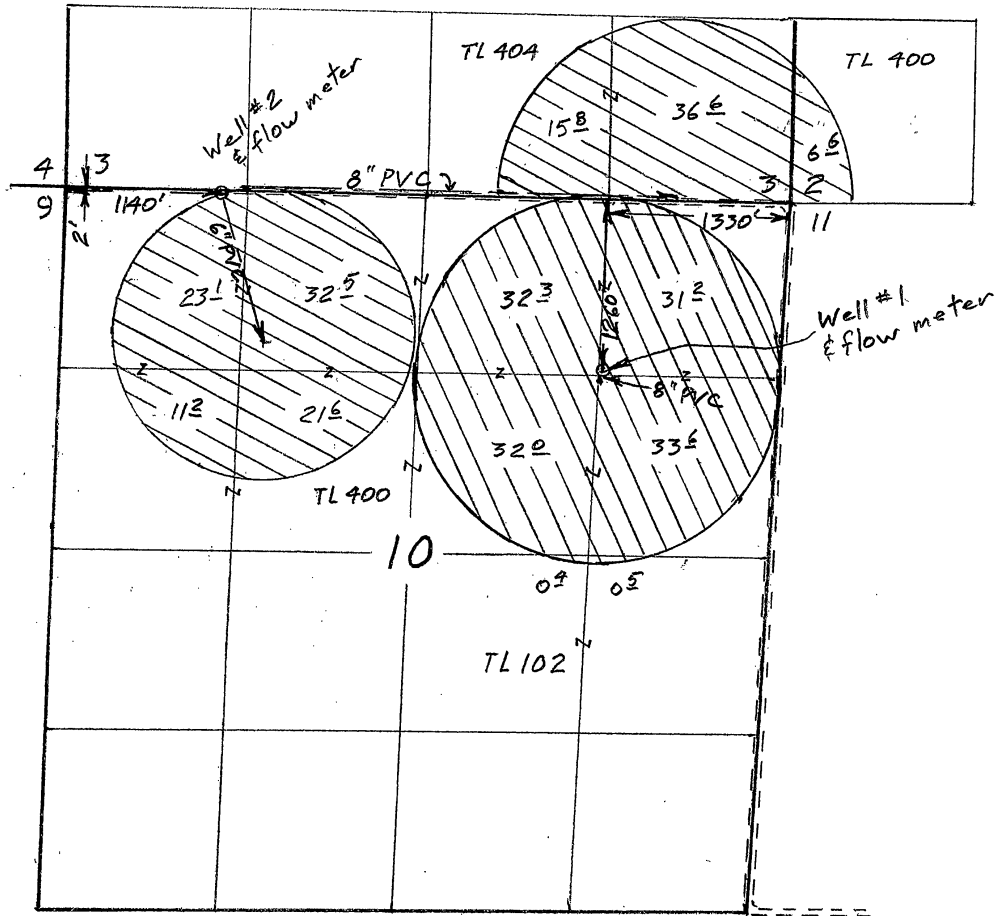 TL 404
TL 400
Well #2
& flow meter
15 8
36 6
6 6
4 3
8" PVC
3 2
9
1140'
1330'
11
2'
6" PVC
23 1
32 5
32 3
31 2
1260'
Well #1
& flow meter
Z
Z
Z
Z
8" PVC
11 2
21 6
32 0
33 6
TL 400
10
0 4
0 5
TL 102